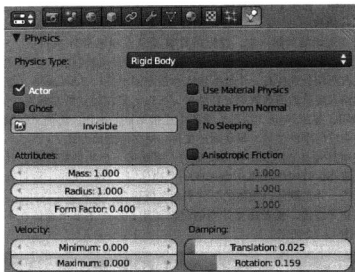 Physics
Physics Type: Rigid Body
Actor
Use Material Physics
Ghost
Rotate From Normal
Invisible
No Sleeping
Attributes:
Anisotropic Friction
Mass: 1.000
1.000
Radius: 1.000
1.000
Form Factor: 0.400
1.000
Velocity:
Damping:
Minimum: 0.000
Translation: 0.025
Maximum: 0.000
Rotation: 0.159